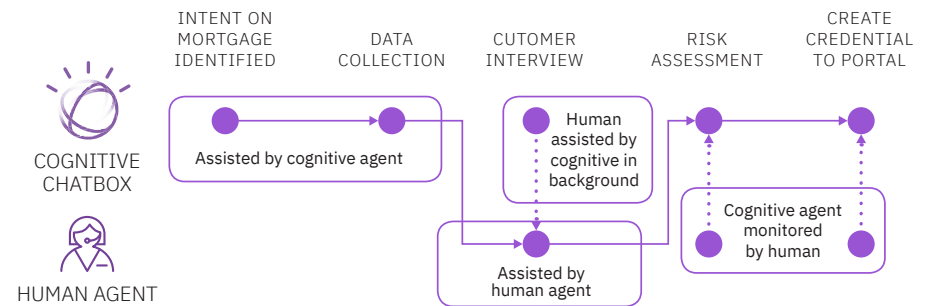 INTENT ON
MORTGAGE
IDENTIFIED
DATA
COLLECTION
CUTOMER
INTERVIEW
RISK
ASSESSMENT
CREATE
CREDENTIAL
TO PORTAL
COGNITIVE
CHATBOX
Assisted by cognitive agent
Human
assisted by
cognitive in
background
HUMAN AGENT
Assisted by
human agent
Cognitive agent
monitored
by human